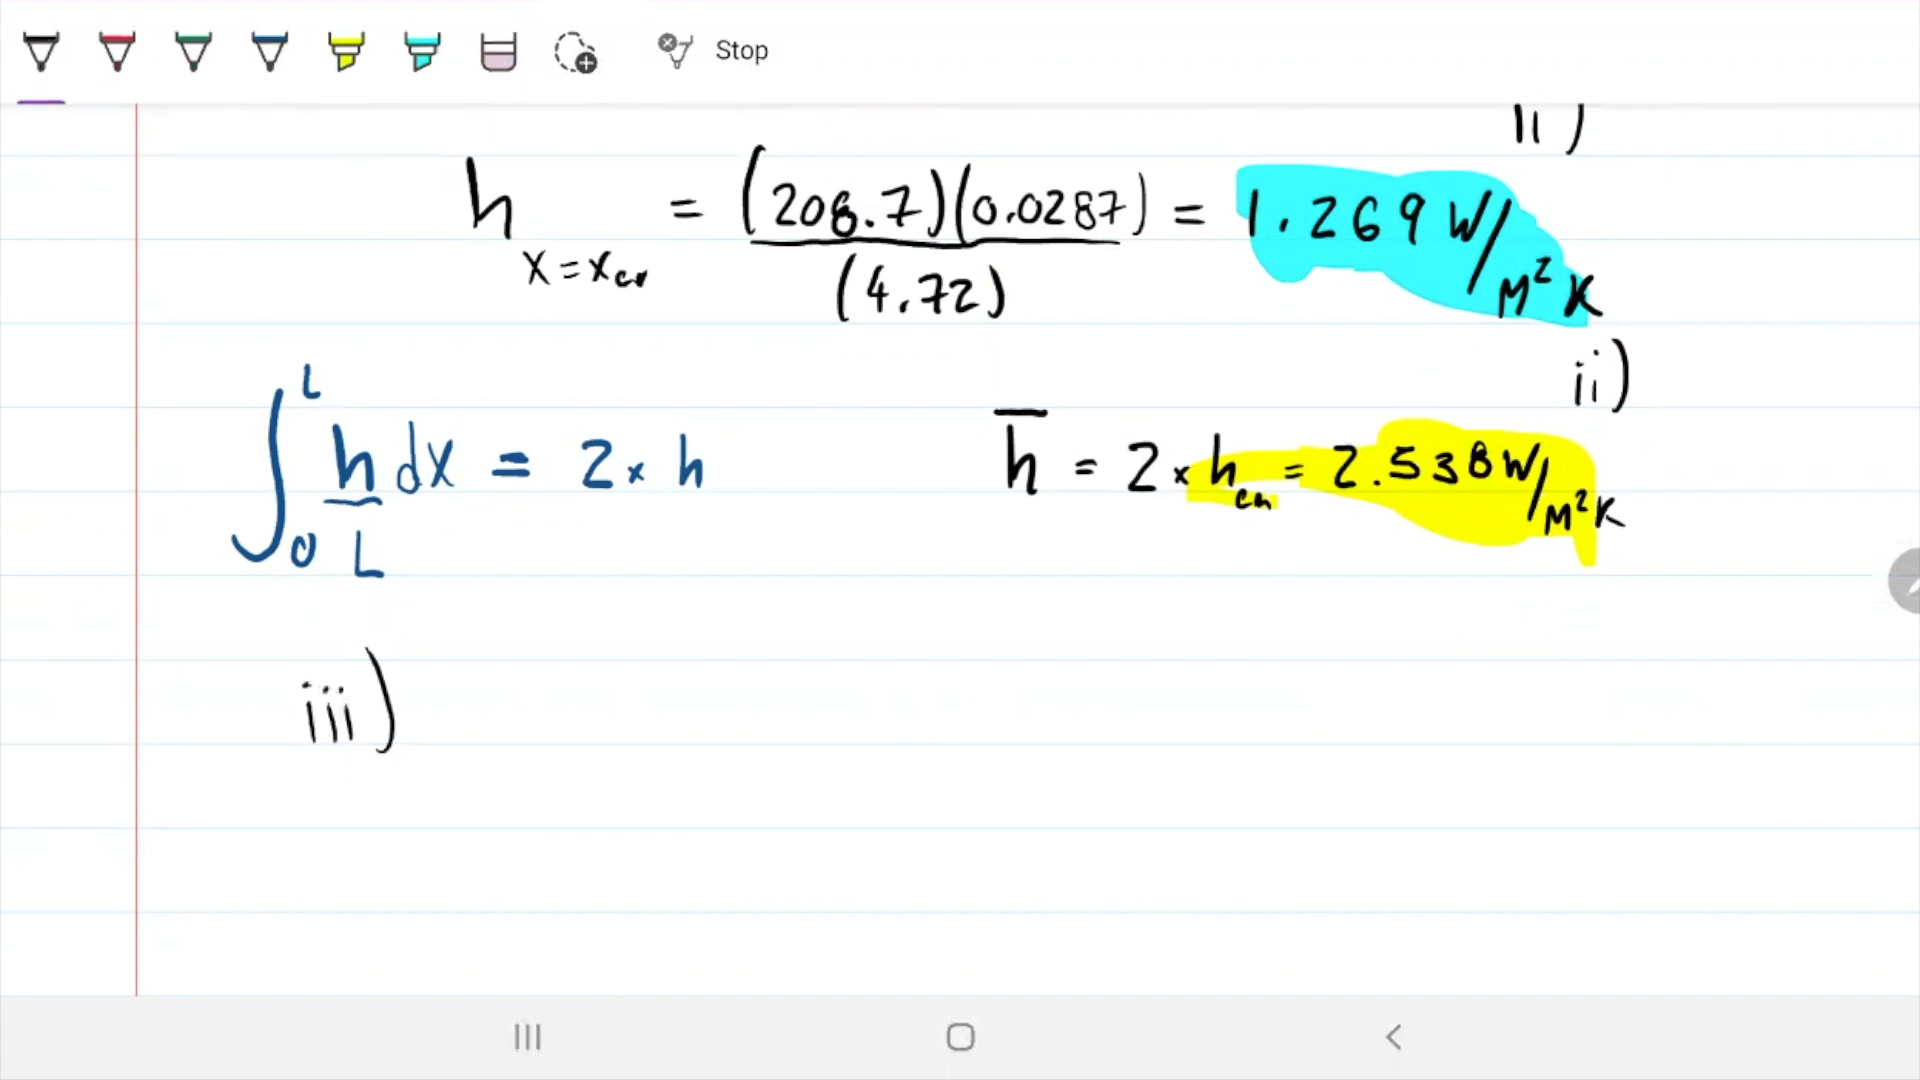 Stop
ii)
h x=xcr = (208.7)(0.0287) / (4.72) = 1.269 W/m²K
ii)
∫₀ᴸ h/L dx = 2 × h
h̅ = 2 × hcr = 2.538 W/m²K
iii)